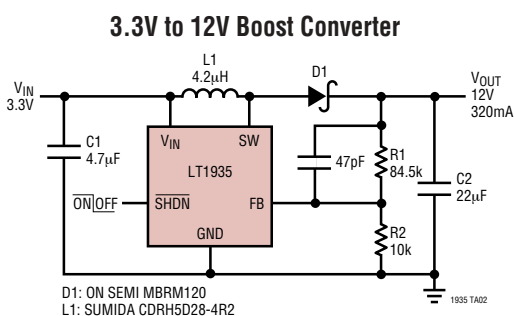 3.3V to 12V Boost Converter
L1
4.2µH
D1
VIN
3.3V
VOUT
12V
320mA
C1
4.7µF
VIN
SW
LT1935
47pF
R1
84.5k
C2
22µF
ON OFF
SHDN
FB
GND
R2
10k
D1: ON SEMI MBRM120
L1: SUMIDA CDRH5D28-4R2
1935 TA02